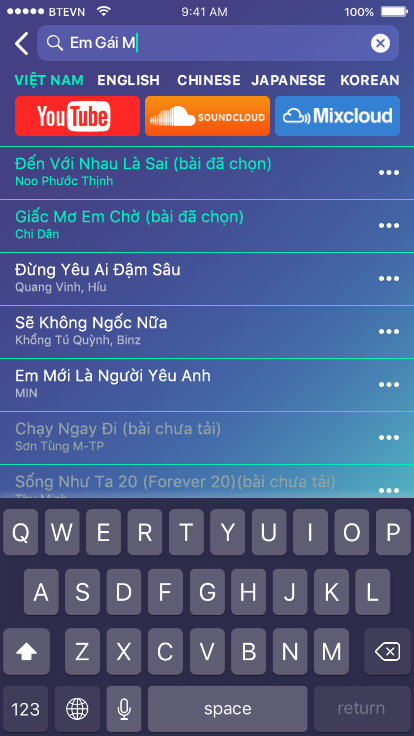 BTEVN 9:41 AM 100%
Em Gái M
VIỆT NAM ENGLISH CHINESE JAPANESE KOREAN
YouTube SOUNDCLOUD Mixcloud
Đến Với Nhau Là Sai (bài đã chọn)
Noo Phước Thịnh
Giấc Mơ Em Chờ (bài đã chọn)
Chi Dân
Đừng Yêu Ai Đậm Sâu
Quang Vinh, Híu
Sẽ Không Ngốc Nữa
Khổng Tú Quỳnh, Binz
Em Mới Là Người Yêu Anh
MIN
Chạy Ngay Đi (bài chưa tải)
Sơn Tùng M-TP
Sống Như Ta 20 (Forever 20)(bài chưa tải)
Thu Minh
Q W E R T Y U I O P
A S D F G H J K L
Z X C V B N M
123 space return